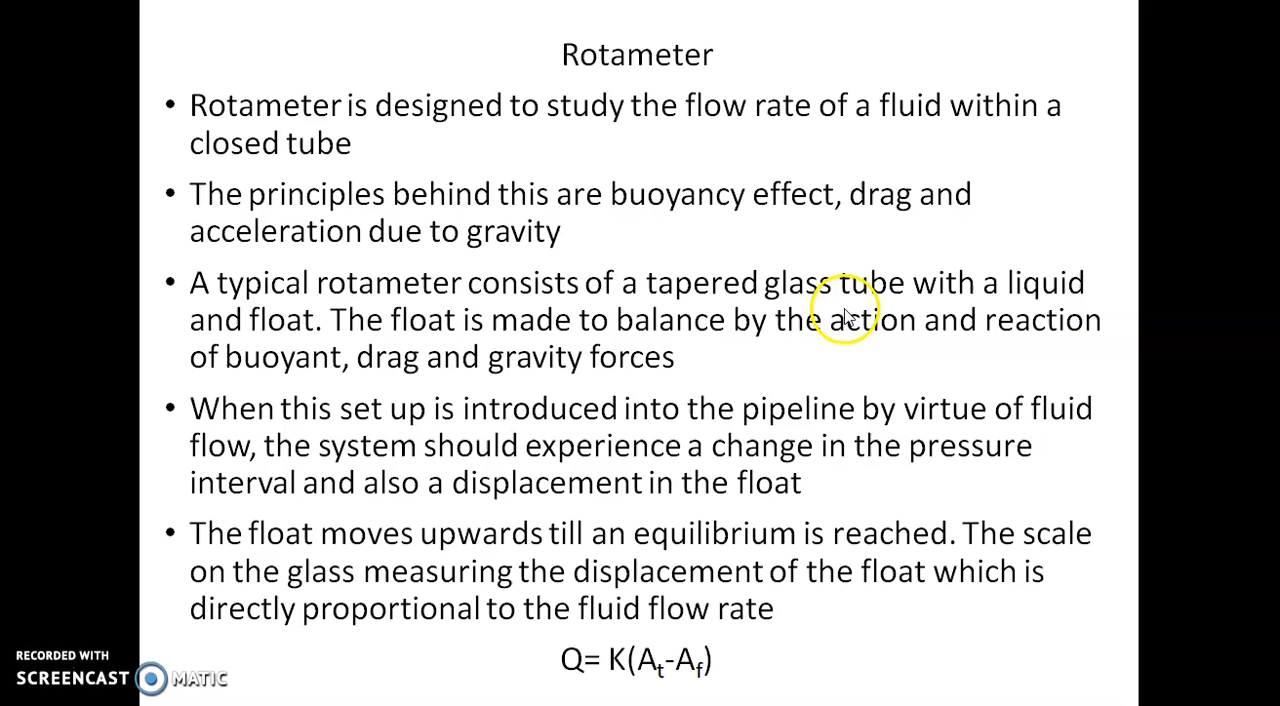 Rotameter
• Rotameter is designed to study the flow rate of a fluid within a
closed tube
• The principles behind this are buoyancy effect, drag and
acceleration due to gravity
• A typical rotameter consists of a tapered glass tube with a liquid
and float. The float is made to balance by the action and reaction
of buoyant, drag and gravity forces
• When this set up is introduced into the pipeline by virtue of fluid
flow, the system should experience a change in the pressure
interval and also a displacement in the float
• The float moves upwards till an equilibrium is reached. The scale
on the glass measuring the displacement of the float which is
directly proportional to the fluid flow rate
Q= K(Aₜ-A_f)
RECORDED WITH
SCREENCAST MATIC